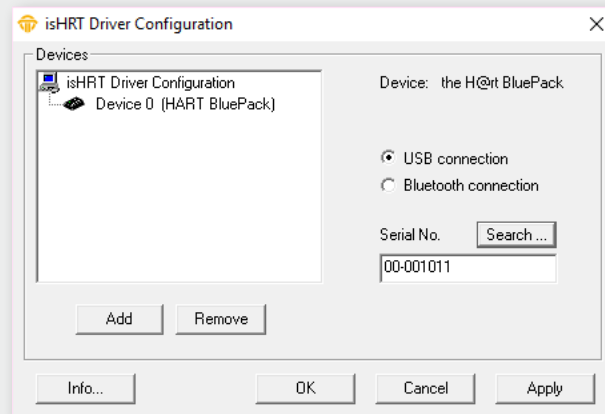 isHRT Driver Configuration
Devices
isHRT Driver Configuration
Device 0 (HART BluePack)
Device: the H@rt BluePack
USB connection
Bluetooth connection
Serial No. Search ...
00-001011
Add Remove
Info... OK Cancel Apply